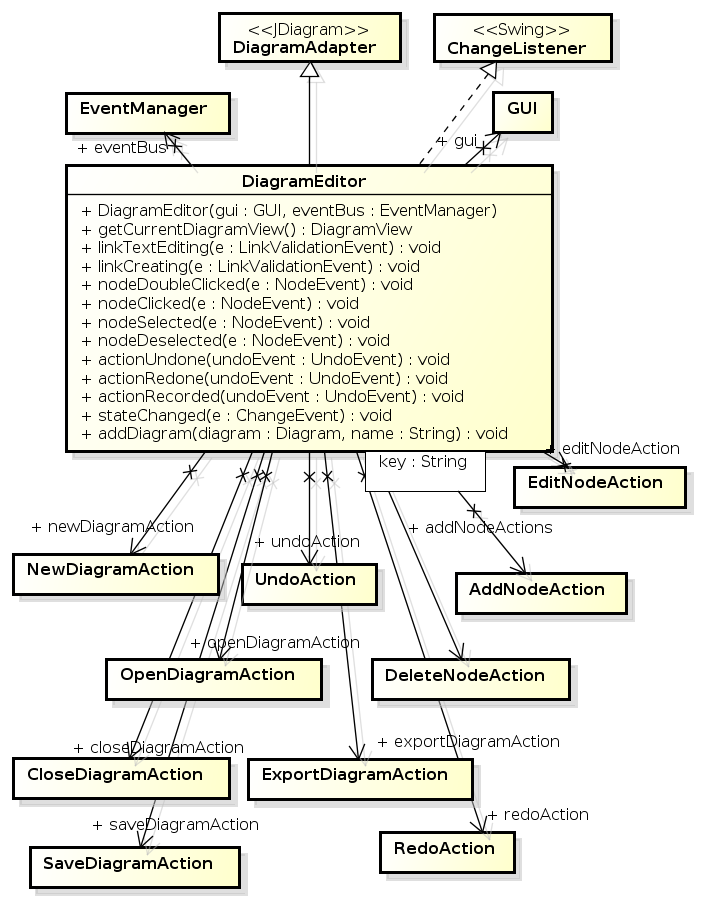 <<JDiagram>>
DiagramAdapter
<<Swing>>
ChangeListener
EventManager
GUI
+ eventBus
+ gui
DiagramEditor
+ DiagramEditor(gui : GUI, eventBus : EventManager)
+ getCurrentDiagramView() : DiagramView
+ linkTextEditing(e : LinkValidationEvent) : void
+ linkCreating(e : LinkValidationEvent) : void
+ nodeDoubleClicked(e : NodeEvent) : void
+ nodeClicked(e : NodeEvent) : void
+ nodeSelected(e : NodeEvent) : void
+ nodeDeselected(e : NodeEvent) : void
+ actionUndone(undoEvent : UndoEvent) : void
+ actionRedone(undoEvent : UndoEvent) : void
+ actionRecorded(undoEvent : UndoEvent) : void
+ stateChanged(e : ChangeEvent) : void
+ addDiagram(diagram : Diagram, name : String) : void
+ editNodeAction
key : String
EditNodeAction
+ newDiagramAction
+ addNodeActions
+ undoAction
NewDiagramAction
UndoAction
AddNodeAction
+ openDiagramAction
OpenDiagramAction
DeleteNodeAction
+ closeDiagramAction
+ exportDiagramAction
CloseDiagramAction
ExportDiagramAction
+ redoAction
+ saveDiagramAction
RedoAction
SaveDiagramAction